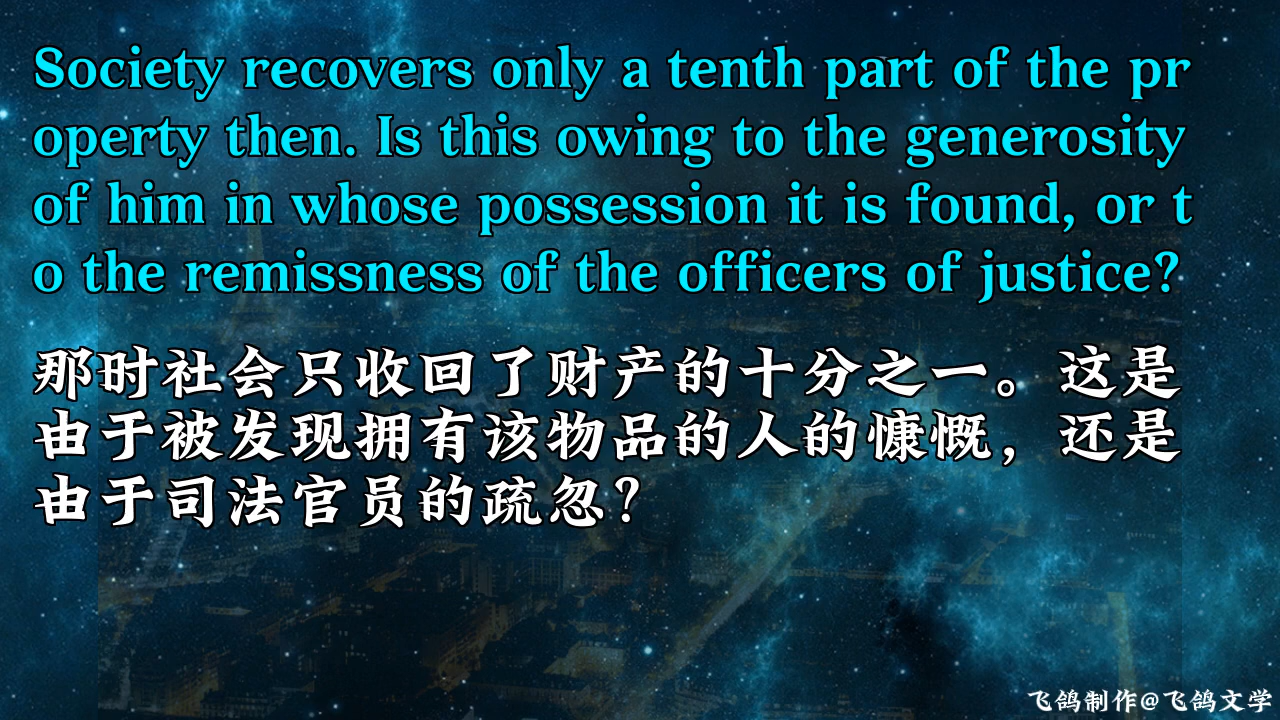 Society recovers only a tenth part of the pr
operty then. Is this owing to the generosity
of him in whose possession it is found, or t
o the remissness of the officers of justice?
那时社会只收回了财产的十分之一。这是
由于被发现拥有该物品的人的慷慨，还是
由于司法官员的疏忽？
飞鸽制作@飞鸽文学